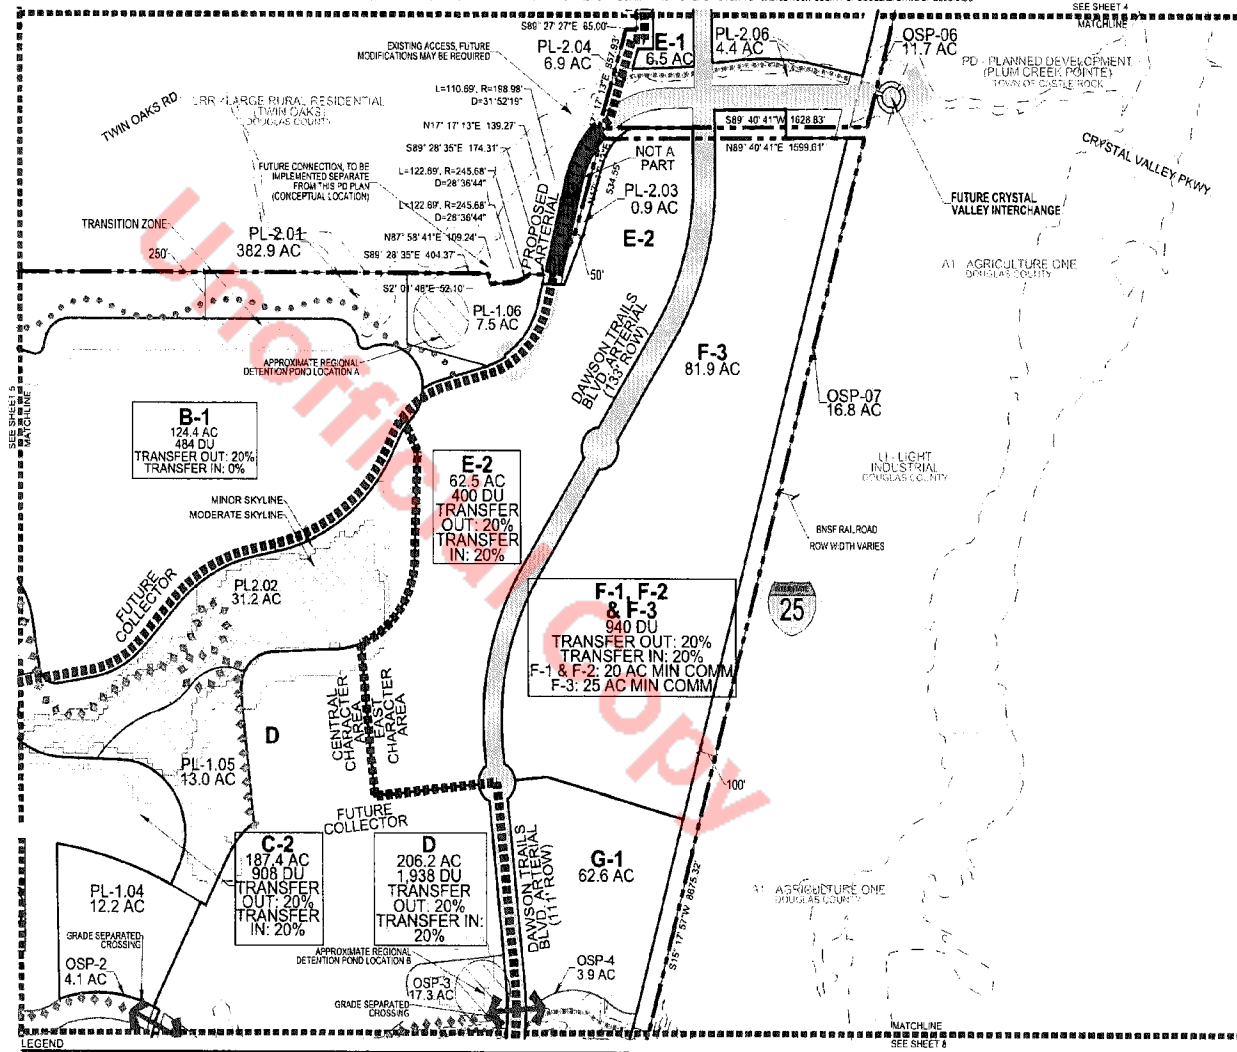 SEE SHEET 4
MATCHLINE
S89° 27' 27"E 65.00'
EXISTING ACCESS, FUTURE
MODIFICATIONS MAY BE REQUIRED
PL-2.04
6.9 AC
E-1
6.5 AC
PL-2.06
4.4 AC
OSP-06
11.7 AC
PD - PLANNED DEVELOPMENT
(PLUM CREEK POINTE)
TOWN OF CASTLE ROCK
TWIN OAKS RD.
LRR - LARGE RURAL RESIDENTIAL
(TWIN OAKS)
DOUGLAS COUNTY
L=110.69', R=198.98'
D=31°52'19"
N17° 17' 13"E 139.27'
S89° 28' 35"E 174.31'
L=122.69', R=245.68'
D=28°36'44"
L=122.69', R=245.68'
D=28°36'44"
N87° 58' 41"E 109.24'
S89° 28' 35"E 404.37'
S2° 01' 48"E 52.10'
S89° 40' 41"W 1628.83'
N89° 40' 41"E 1599.61'
NOT A
PART
PL-2.03
0.9 AC
E-2
50'
FUTURE CONNECTION, TO BE
IMPLEMENTED SEPARATE
FROM THIS PD PLAN
(CONCEPTUAL LOCATION)
PROPOSED
ARTERIAL
CRYSTAL VALLEY PKWY
FUTURE CRYSTAL
VALLEY INTERCHANGE
TRANSITION ZONE
250'
PL-2.01
382.9 AC
A1 - AGRICULTURE ONE
DOUGLAS COUNTY
PL-1.06
7.5 AC
APPROXIMATE REGIONAL
DETENTION POND LOCATION A
DAWSON TRAILS
BLVD. ARTERIAL
(133' ROW)
F-3
81.9 AC
OSP-07
16.8 AC
SEE SHEET 5
MATCHLINE
B-1
124.4 AC
484 DU
TRANSFER OUT: 20%
TRANSFER IN: 0%
E-2
62.5 AC
400 DU
TRANSFER
OUT: 20%
TRANSFER
IN: 20%
LI - LIGHT
INDUSTRIAL
DOUGLAS COUNTY
MINOR SKYLINE
MODERATE SKYLINE
BNSF RAILROAD
ROW WIDTH VARIES
FUTURE
COLLECTOR
PL2.02
31.2 AC
F-1, F-2
& F-3
940 DU
TRANSFER OUT: 20%
TRANSFER IN: 20%
F-1 & F-2: 20 AC MIN COMM
F-3: 25 AC MIN COMM
INTERSTATE
25
CENTRAL
CHARACTER
AREA
EAST
CHARACTER
AREA
D
PL-1.05
13.0 AC
100'
FUTURE
COLLECTOR
C-2
187.4 AC
908 DU
TRANSFER
OUT: 20%
TRANSFER
IN: 20%
D
206.2 AC
1,938 DU
TRANSFER
OUT: 20%
TRANSFER IN:
20%
DAWSON TRAILS
BLVD. ARTERIAL
(111' ROW)
G-1
62.6 AC
S15° 17' 57"W 8675.32'
A1 - AGRICULTURE ONE
DOUGLAS COUNTY
PL-1.04
12.2 AC
GRADE SEPARATED
CROSSING
OSP-2
4.1 AC
APPROXIMATE REGIONAL
DETENTION POND LOCATION B
OSP-3
17.3 AC
OSP-4
3.9 AC
GRADE SEPARATED
CROSSING
MATCHLINE
SEE SHEET 8
LEGEND
Unofficial Copy